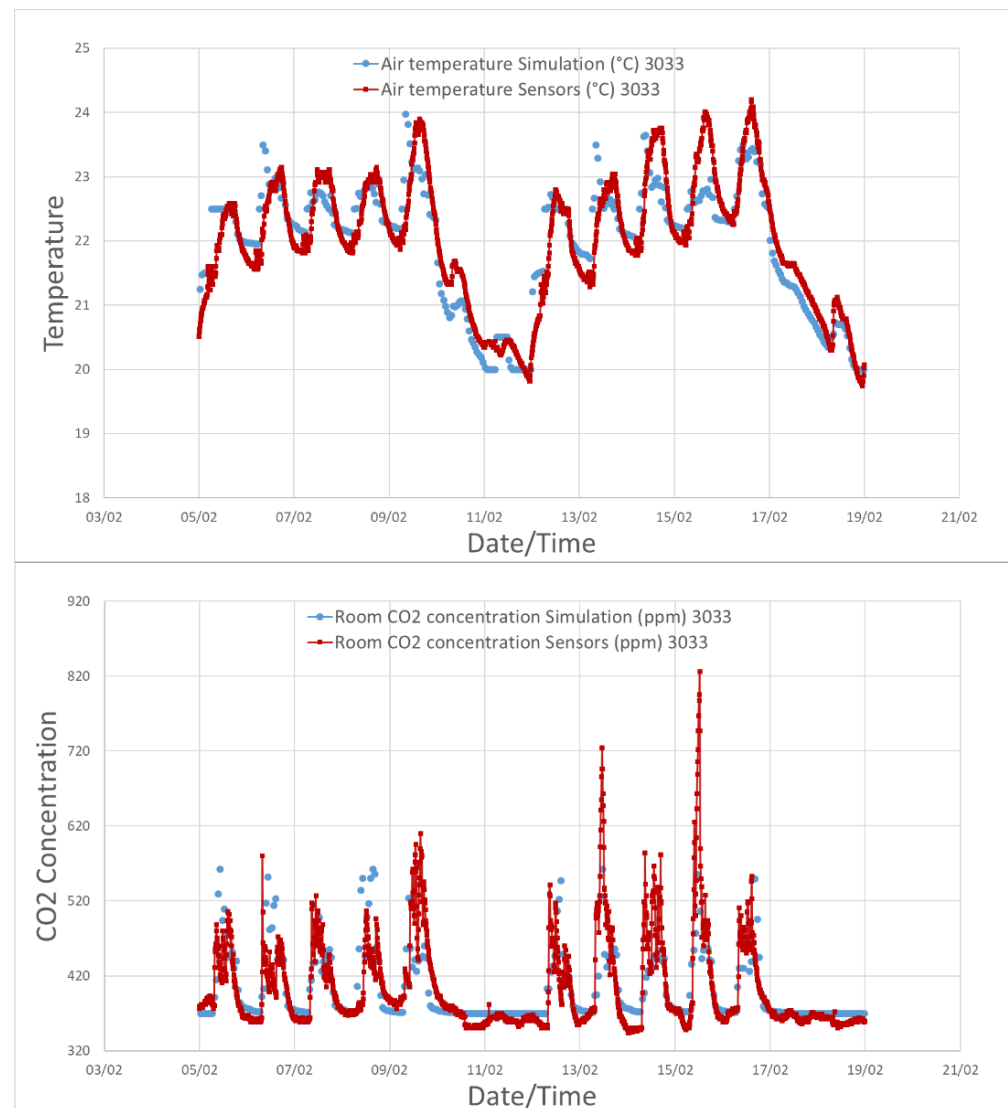 25
24
23
22
21
20
19
18
Temperature
Air temperature Simulation (°C) 3033
Air temperature Sensors (°C) 3033
03/02 05/02 07/02 09/02 11/02 13/02 15/02 17/02 19/02 21/02
Date/Time
920
820
720
620
520
420
320
CO2 Concentration
Room CO2 concentration Simulation (ppm) 3033
Room CO2 concentration Sensors (ppm) 3033
03/02 05/02 07/02 09/02 11/02 13/02 15/02 17/02 19/02 21/02
Date/Time